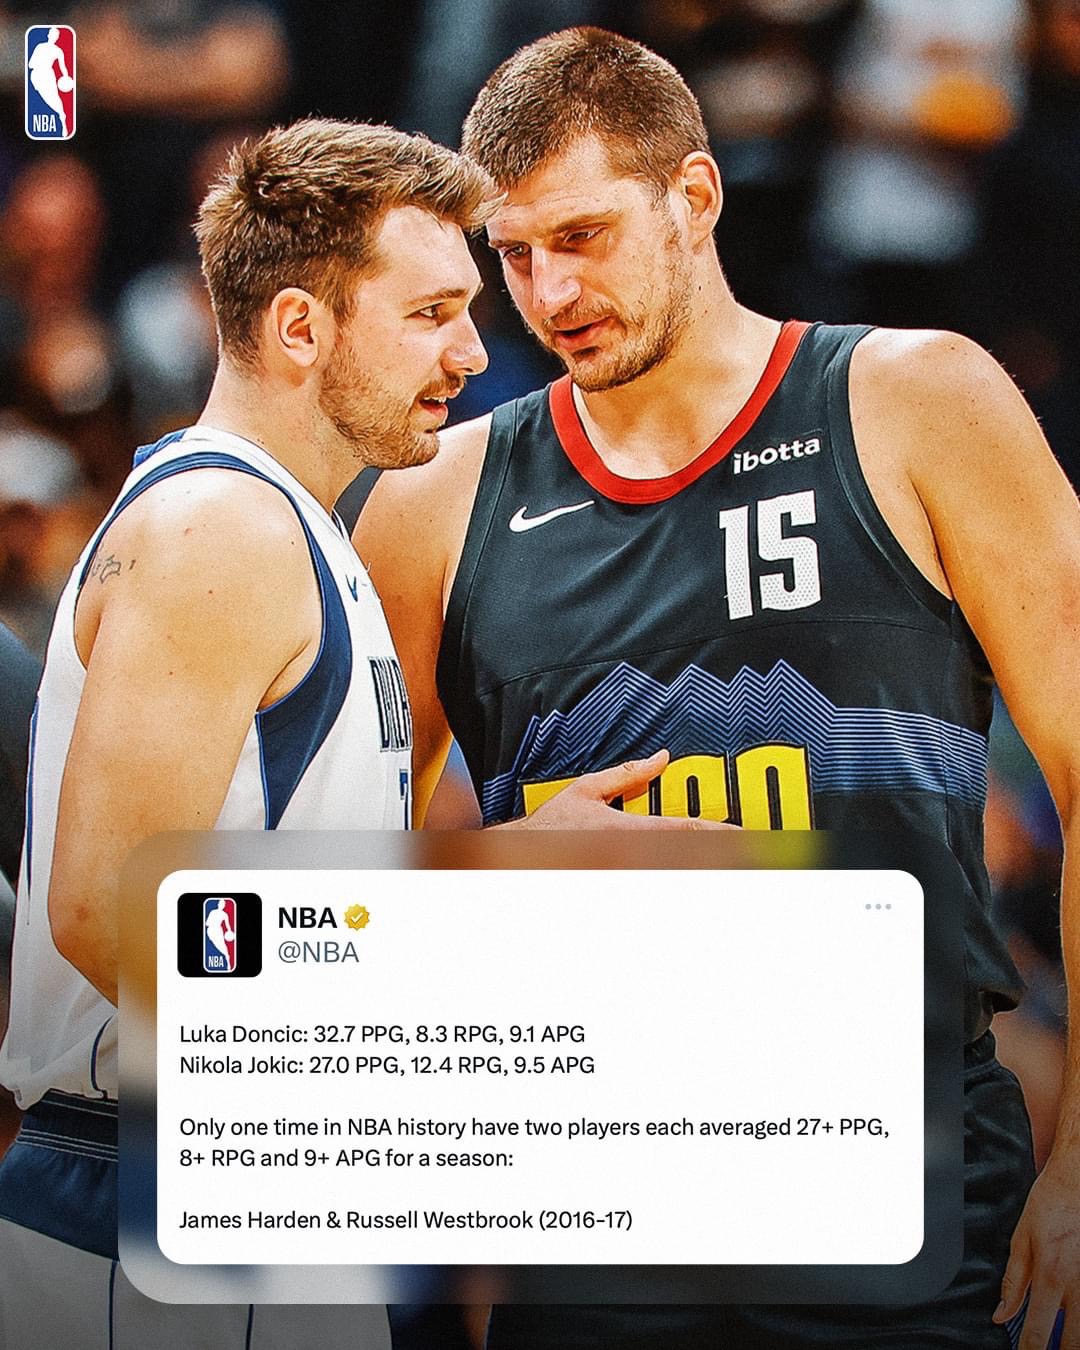 NBA
ibotta
15
NBA
NBA
@NBA
Luka Doncic: 32.7 PPG, 8.3 RPG, 9.1 APG
Nikola Jokic: 27.0 PPG, 12.4 RPG, 9.5 APG
Only one time in NBA history have two players each averaged 27+ PPG,
8+ RPG and 9+ APG for a season:
James Harden & Russell Westbrook (2016-17)